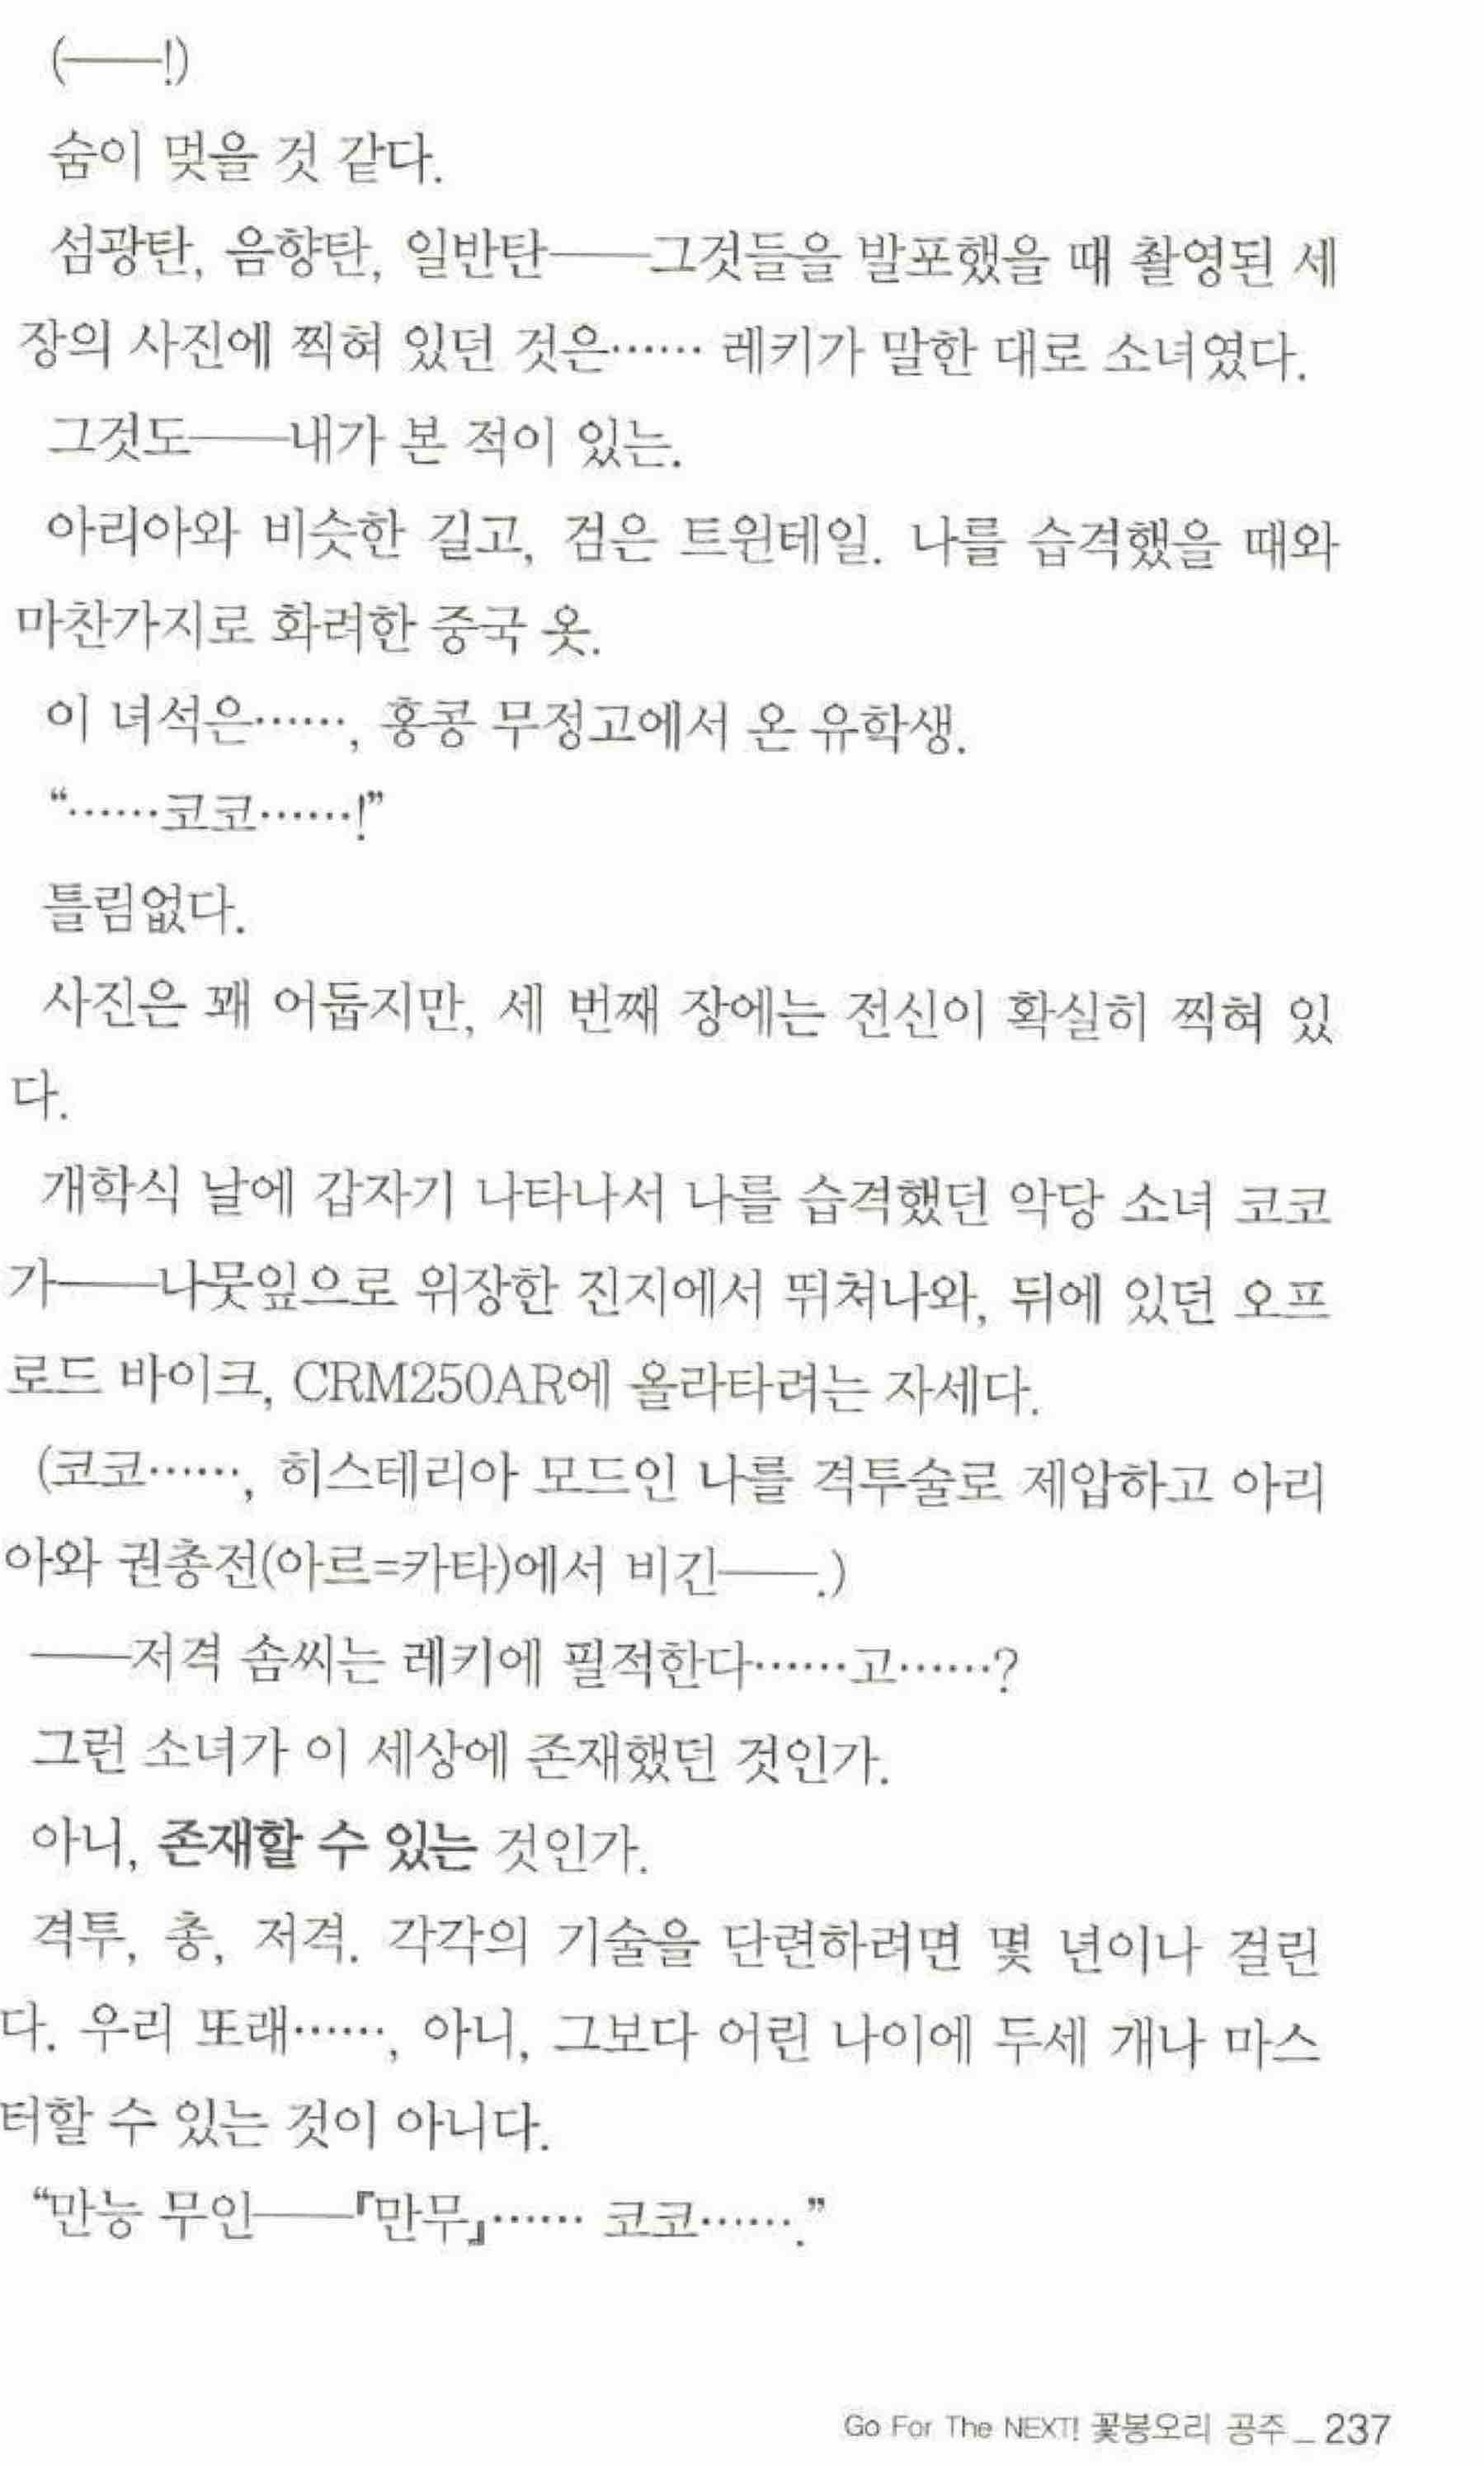 (──!)
숨이 멎을 것 같다.
섬광탄, 음향탄, 일반탄──그것들을 발포했을 때 촬영된 세
장의 사진에 찍혀 있던 것은…… 레키가 말한 대로 소녀였다.
그것도──내가 본 적이 있는.
아리아와 비슷한 길고, 검은 트윈테일. 나를 습격했을 때와
마찬가지로 화려한 중국 옷.
이 녀석은……, 홍콩 무정고에서 온 유학생.
“……코코……!”
틀림없다.
사진은 꽤 어둡지만, 세 번째 장에는 전신이 확실히 찍혀 있
다.
개학식 날에 갑자기 나타나서 나를 습격했던 악당 소녀 코코
가──나뭇잎으로 위장한 진지에서 뛰쳐나와, 뒤에 있던 오프
로드 바이크, CRM250AR에 올라타려는 자세다.
(코코……, 히스테리아 모드인 나를 격투술로 제압하고 아리
아와 권총전(아르=카타)에서 비긴──.)
──저격 솜씨는 레키에 필적한다……고……?
그런 소녀가 이 세상에 존재했던 것인가.
아니, 존재할 수 있는 것인가.
격투, 총, 저격. 각각의 기술을 단련하려면 몇 년이나 걸린
다. 우리 또래……, 아니, 그보다 어린 나이에 두세 개나 마스
터할 수 있는 것이 아니다.
“만능 무인──『만무』…… 코코…….”
Go For The NEXT! 꽃봉오리 공주 _ 237